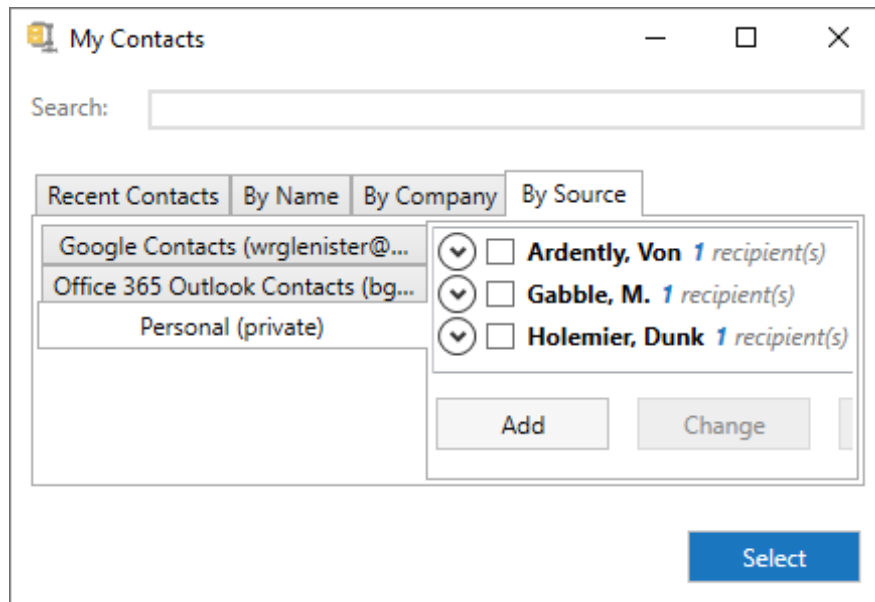 My Contacts
Search:
Recent Contacts By Name By Company By Source
Google Contacts (wrglenister@...
Office 365 Outlook Contacts (bg...
Personal (private)
Ardently, Von 1 recipient(s)
Gabble, M. 1 recipient(s)
Holemier, Dunk 1 recipient(s)
Add Change
Select